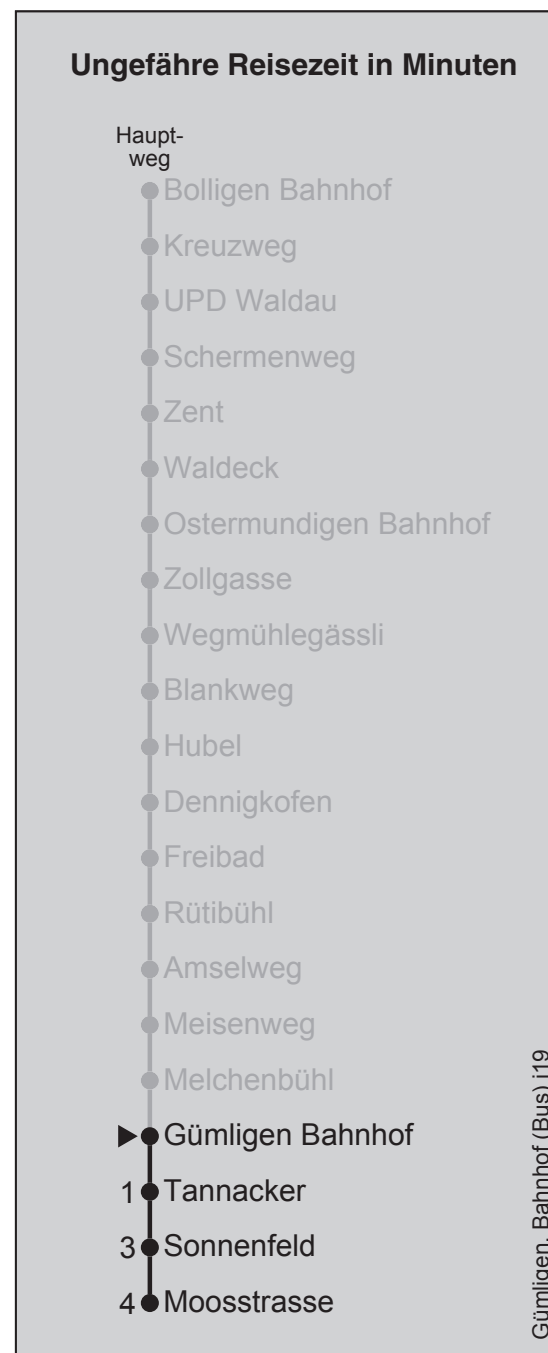 Ungefähre Reisezeit in Minuten
Haupt-
weg
Bolligen Bahnhof
Kreuzweg
UPD Waldau
Schermenweg
Zent
Waldeck
Ostermundigen Bahnhof
Zollgasse
Wegmühlegässli
Blankweg
Hubel
Dennigkofen
Freibad
Rütibühl
Amselweg
Meisenweg
Melchenbühl
Gümligen Bahnhof
1 Tannacker
3 Sonnenfeld
4 Moosstrasse
Gümligen, Bahnhof (Bus) i19